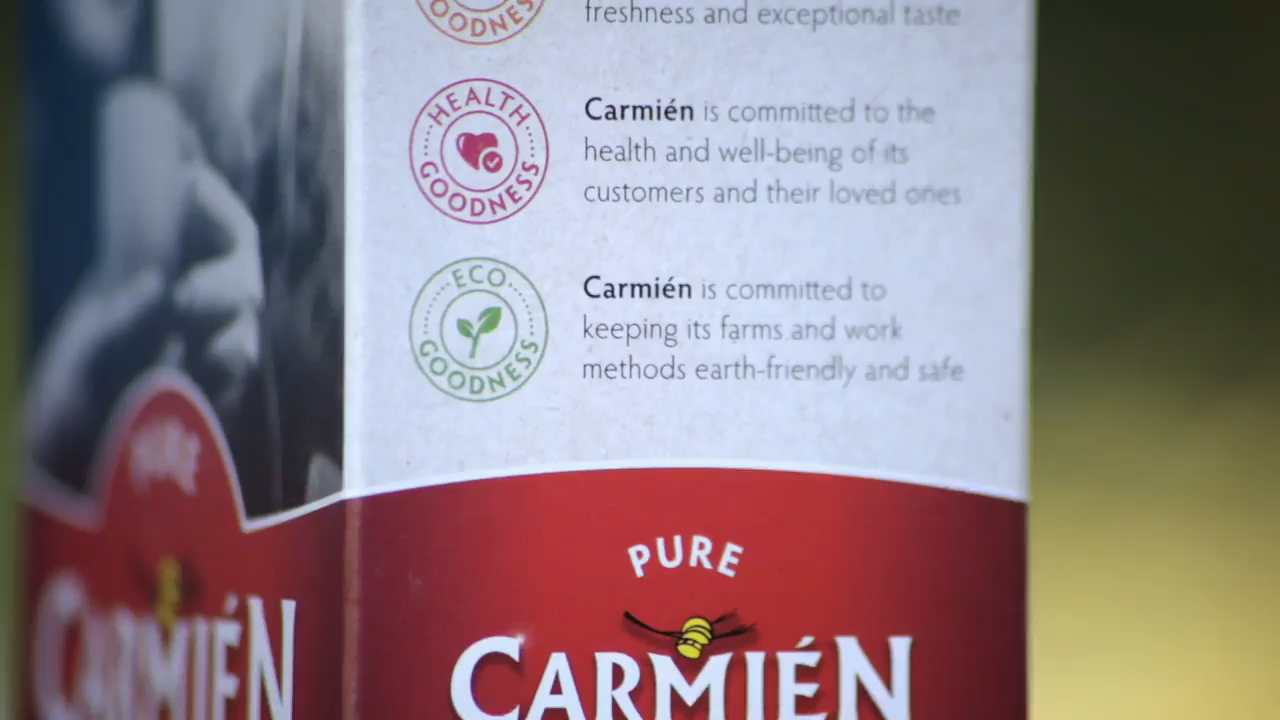 GOODNESS
freshness and exceptional taste
HEALTH
GOODNESS
Carmién is committed to the
health and well-being of its
customers and their loved ones
ECO
GOODNESS
Carmién is committed to
keeping its farms and work
methods earth-friendly and safe
PURE
CARMIÉN
PURE
CARMIÉN